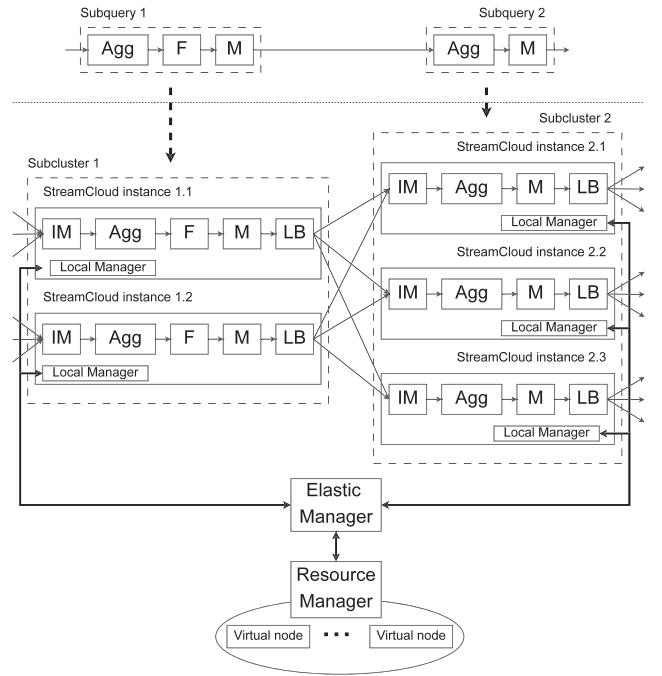 Subquery 1
Subquery 2
Agg F M
Agg M
Subcluster 2
StreamCloud instance 2.1
Subcluster 1
StreamCloud instance 1.1
IM Agg M LB
Local Manager
IM Agg F M LB
Local Manager
StreamCloud instance 2.2
StreamCloud instance 1.2
IM Agg M LB
Local Manager
IM Agg F M LB
Local Manager
StreamCloud instance 2.3
IM Agg M LB
Local Manager
Elastic
Manager
Resource
Manager
Virtual node ... Virtual node